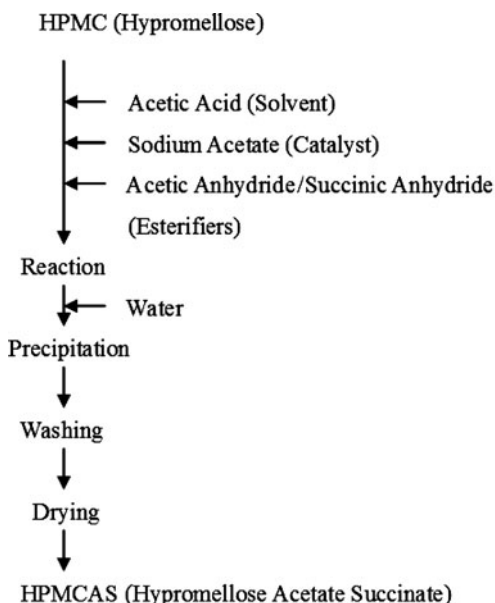 HPMC (Hypromellose)
Acetic Acid (Solvent)
Sodium Acetate (Catalyst)
Acetic Anhydride/Succinic Anhydride
(Esterifiers)
Reaction
Water
Precipitation
Washing
Drying
HPMCAS (Hypromellose Acetate Succinate)